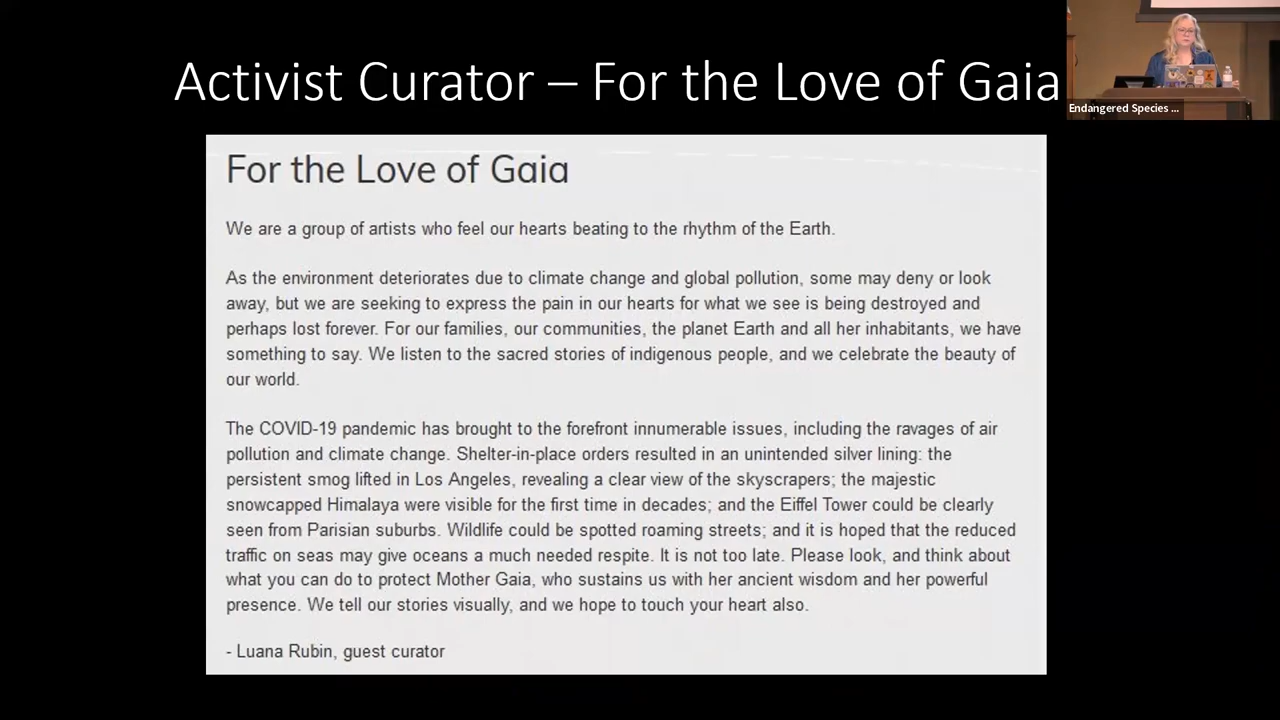 Activist Curator – For the Love of Gaia
Endangered Species ...
For the Love of Gaia
We are a group of artists who feel our hearts beating to the rhythm of the Earth.
As the environment deteriorates due to climate change and global pollution, some may deny or look
away, but we are seeking to express the pain in our hearts for what we see is being destroyed and
perhaps lost forever. For our families, our communities, the planet Earth and all her inhabitants, we have
something to say. We listen to the sacred stories of indigenous people, and we celebrate the beauty of
our world.
The COVID-19 pandemic has brought to the forefront innumerable issues, including the ravages of air
pollution and climate change. Shelter-in-place orders resulted in an unintended silver lining: the
persistent smog lifted in Los Angeles, revealing a clear view of the skyscrapers; the majestic
snowcapped Himalaya were visible for the first time in decades; and the Eiffel Tower could be clearly
seen from Parisian suburbs. Wildlife could be spotted roaming streets; and it is hoped that the reduced
traffic on seas may give oceans a much needed respite. It is not too late. Please look, and think about
what you can do to protect Mother Gaia, who sustains us with her ancient wisdom and her powerful
presence. We tell our stories visually, and we hope to touch your heart also.
- Luana Rubin, guest curator